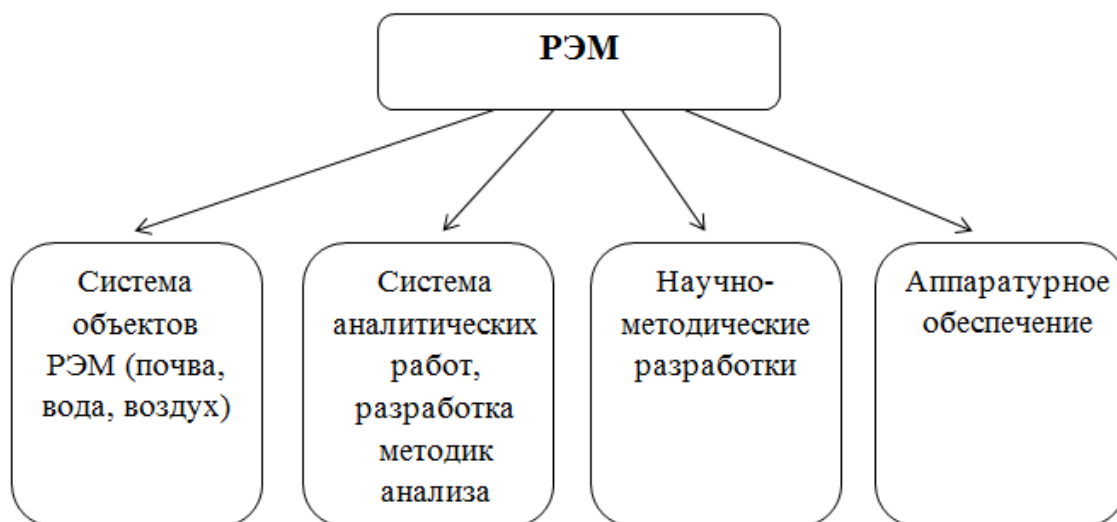 РЭМ
Система
объектов
РЭМ (почва,
вода, воздух)
Система
аналитических
работ,
разработка
методик
анализа
Научно-
методические
разработки
Аппаратурное
обеспечение